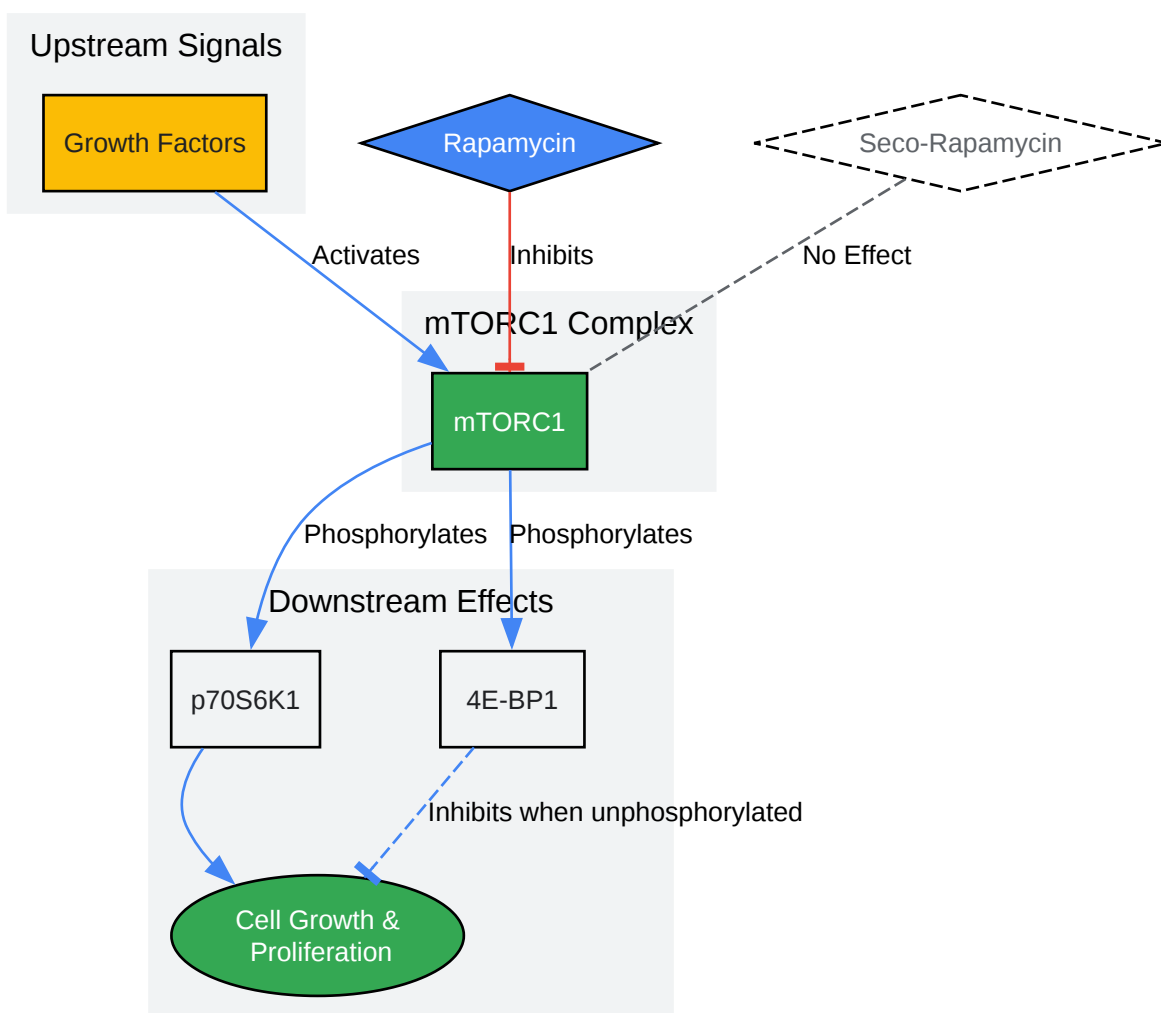 Upstream Signals
Growth Factors
Rapamycin
Seco-Rapamycin
Activates
Inhibits
No Effect
mTORC1 Complex
mTORC1
Phosphorylates
Phosphorylates
Downstream Effects
p70S6K1
4E-BP1
Inhibits when unphosphorylated
Cell Growth &
Proliferation